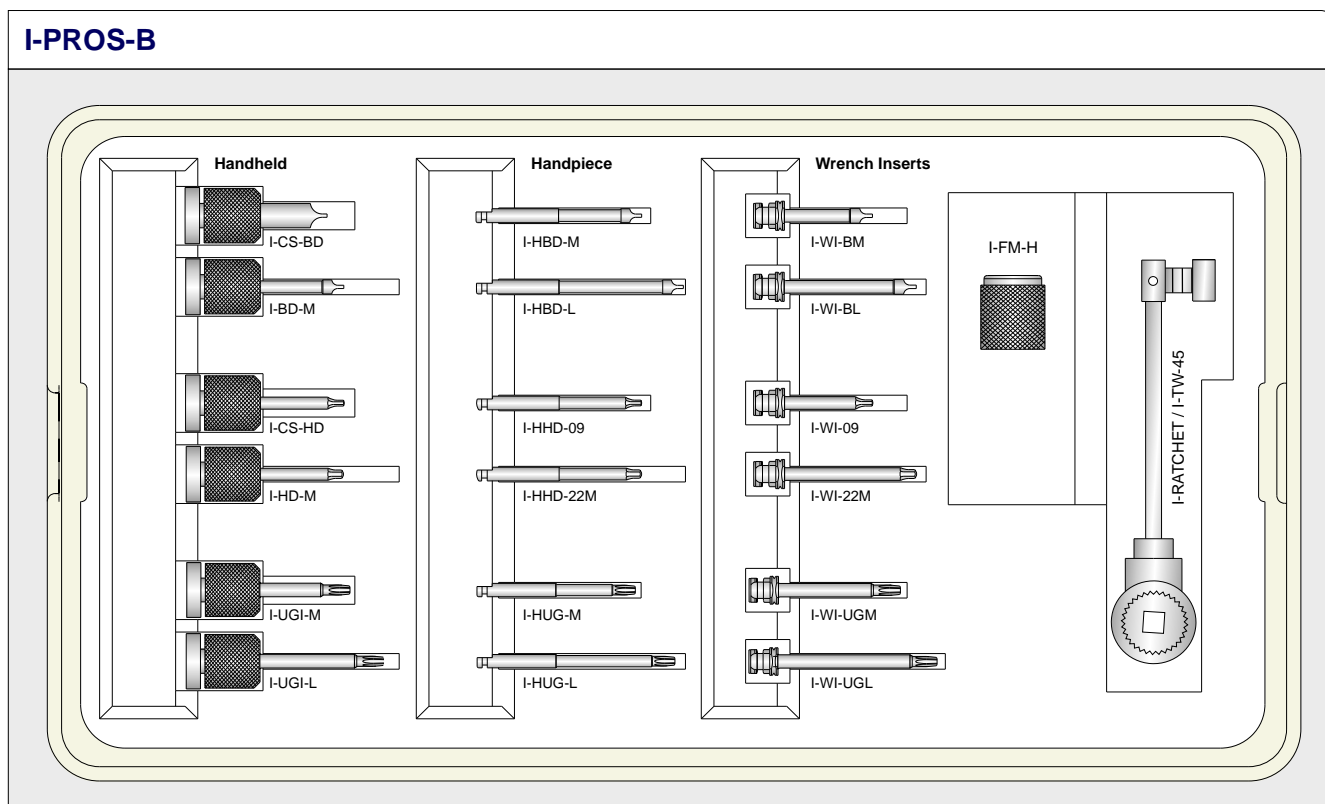 I-PROS-B
Handheld
Handpiece
Wrench Inserts
I-CS-BD
I-HBD-M
I-WI-BM
I-FM-H
I-BD-M
I-HBD-L
I-WI-BL
I-CS-HD
I-HHD-09
I-WI-09
I-RATCHET / I-TW-45
I-HD-M
I-HHD-22M
I-WI-22M
I-UGI-M
I-HUG-M
I-WI-UGM
I-UGI-L
I-HUG-L
I-WI-UGL